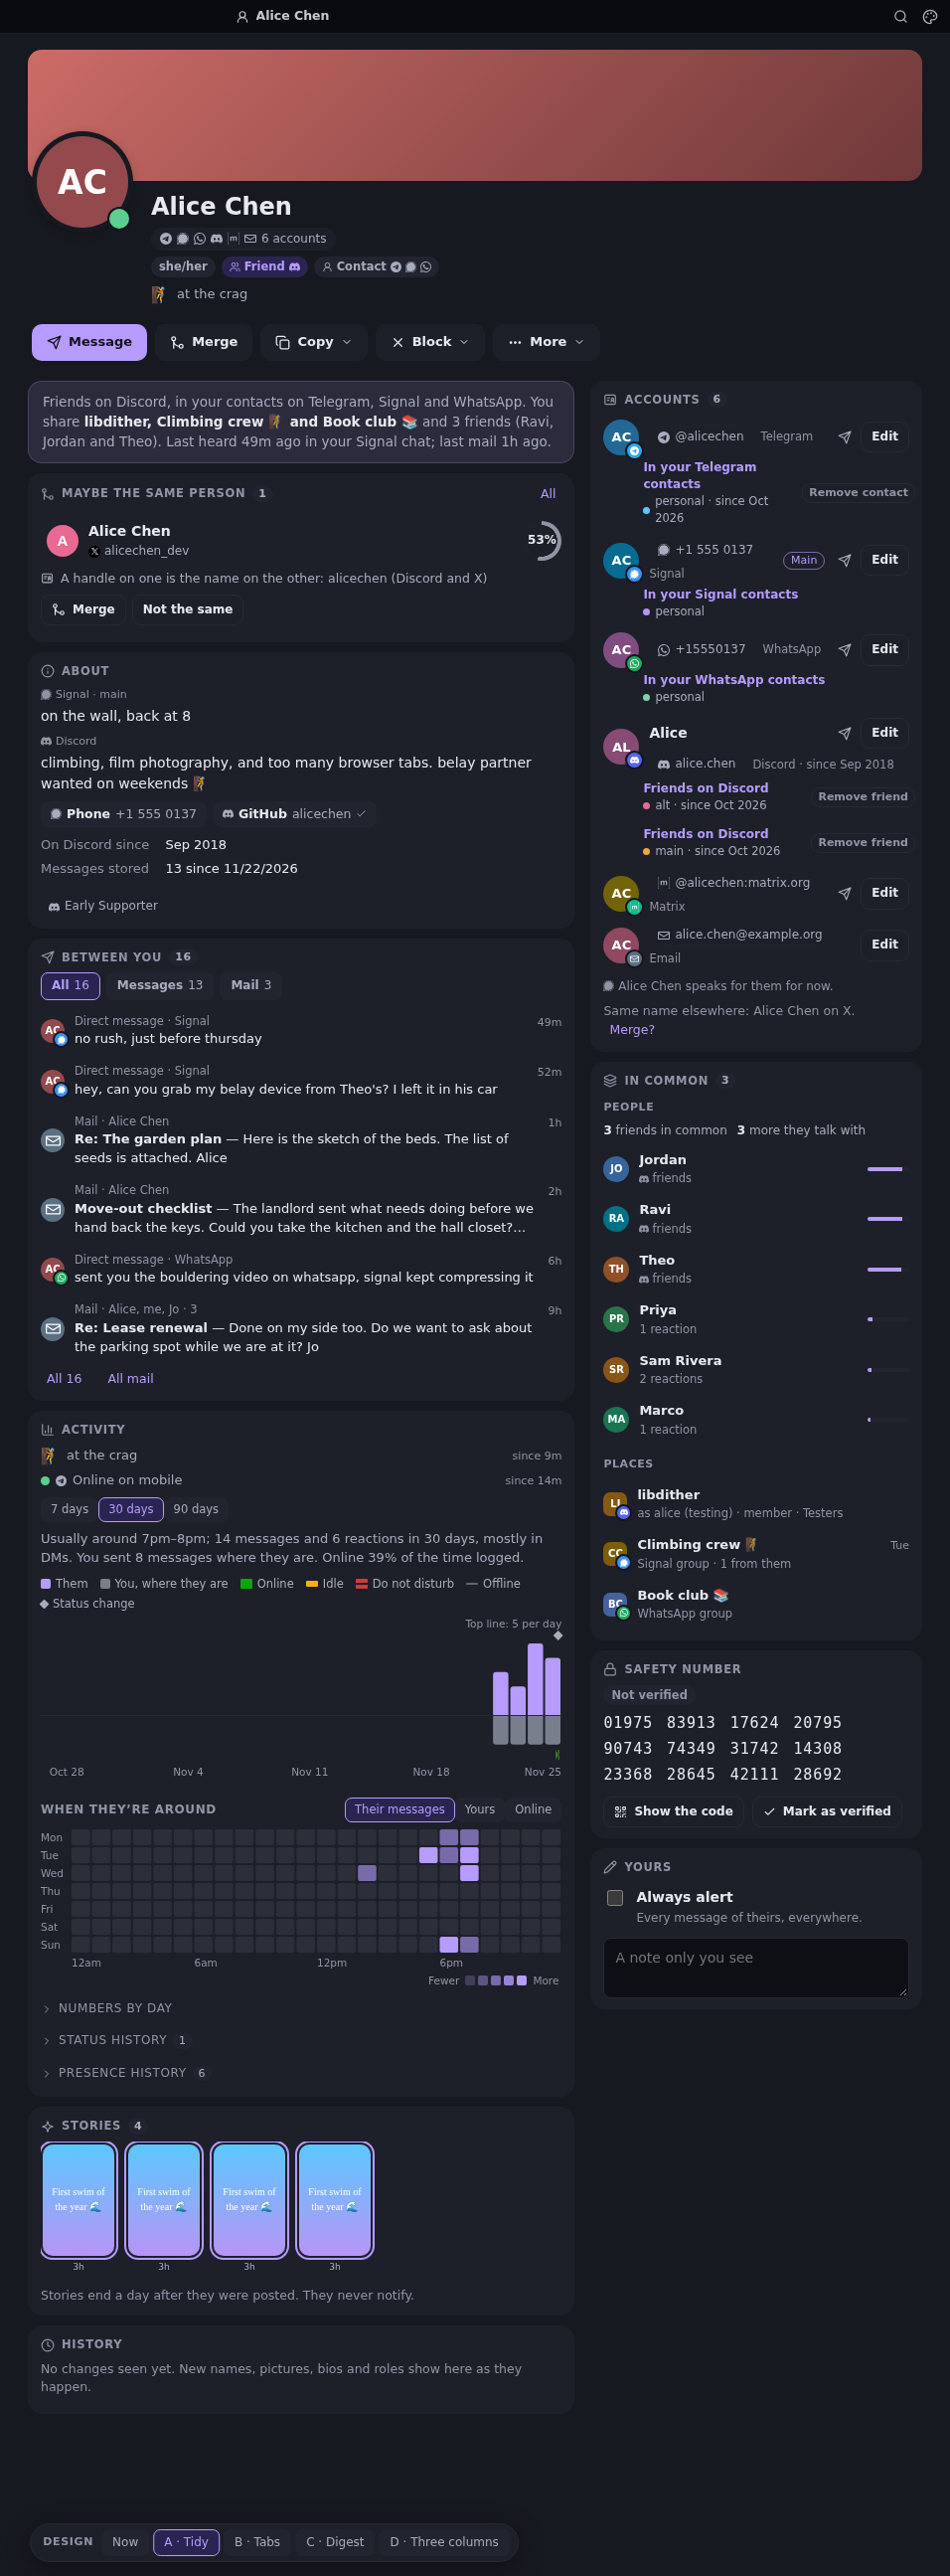 Alice Chen
AC
Alice Chen
6 accounts
she/her Friend Contact
at the crag
Message Merge Copy Block More
Friends on Discord, in your contacts on Telegram, Signal and WhatsApp. You
share libdither, Climbing crew 🧗 and Book club 📚 and 3 friends (Ravi,
Jordan and Theo). Last heard 49m ago in your Signal chat; last mail 1h ago.
MAYBE THE SAME PERSON 1 All
A Alice Chen
alicechen_dev
53%
A handle on one is the name on the other: alicechen (Discord and X)
Merge Not the same
ABOUT
Signal · main
on the wall, back at 8
Discord
climbing, film photography, and too many browser tabs. belay partner
wanted on weekends 🧗
Phone +1 555 0137 GitHub alicechen ✓
On Discord since Sep 2018
Messages stored 13 since 11/22/2026
Early Supporter
BETWEEN YOU 16
All 16 Messages 13 Mail 3
AC Direct message · Signal 49m
no rush, just before thursday
AC Direct message · Signal 52m
hey, can you grab my belay device from Theo's? I left it in his car
Mail · Alice Chen 1h
Re: The garden plan — Here is the sketch of the beds. The list of
seeds is attached. Alice
Mail · Alice Chen 2h
Move-out checklist — The landlord sent what needs doing before we
hand back the keys. Could you take the kitchen and the hall closet?…
AC Direct message · WhatsApp 6h
sent you the bouldering video on whatsapp, signal kept compressing it
Mail · Alice, me, Jo · 3 9h
Re: Lease renewal — Done on my side too. Do we want to ask about
the parking spot while we are at it? Jo
All 16 All mail
ACTIVITY
at the crag since 9m
Online on mobile since 14m
7 days 30 days 90 days
Usually around 7pm–8pm; 14 messages and 6 reactions in 30 days, mostly in
DMs. You sent 8 messages where they are. Online 39% of the time logged.
Them You, where they are Online Idle Do not disturb Offline
Status change
Top line: 5 per day
Oct 28 Nov 4 Nov 11 Nov 18 Nov 25
WHEN THEY’RE AROUND Their messages Yours Online
Mon
Tue
Wed
Thu
Fri
Sat
Sun
12am 6am 12pm 6pm
Fewer More
NUMBERS BY DAY
STATUS HISTORY 1
PRESENCE HISTORY 6
STORIES 4
First swim of First swim of First swim of First swim of
the year 🌊 the year 🌊 the year 🌊 the year 🌊
3h 3h 3h 3h
Stories end a day after they were posted. They never notify.
HISTORY
No changes seen yet. New names, pictures, bios and roles show here as they
happen.
ACCOUNTS 6
AC @alicechen Telegram Edit
In your Telegram
contacts
Remove contact
personal · since Oct
2026
AC +1 555 0137
Signal
Main Edit
In your Signal contacts
personal
AC +15550137 WhatsApp Edit
In your WhatsApp contacts
personal
AL Alice Edit
alice.chen Discord · since Sep 2018
Friends on Discord
alt · since Oct 2026
Remove friend
Friends on Discord
main · since Oct 2026
Remove friend
AC @alicechen:matrix.org
Matrix
Edit
AC alice.chen@example.org
Email
Edit
Alice Chen speaks for them for now.
Same name elsewhere: Alice Chen on X.
Merge?
IN COMMON 3
PEOPLE
3 friends in common 3 more they talk with
JO Jordan
friends
RA Ravi
friends
TH Theo
friends
PR Priya
1 reaction
SR Sam Rivera
2 reactions
MA Marco
1 reaction
PLACES
LI libdither
as alice (testing) · member · Testers
CC Climbing crew 🧗 Tue
Signal group · 1 from them
BC Book club 📚
WhatsApp group
SAFETY NUMBER
Not verified
01975 83913 17624 20795
90743 74349 31742 14308
23368 28645 42111 28692
Show the code Mark as verified
YOURS
Always alert
Every message of theirs, everywhere.
A note only you see
DESIGN Now A · Tidy B · Tabs C · Digest D · Three columns